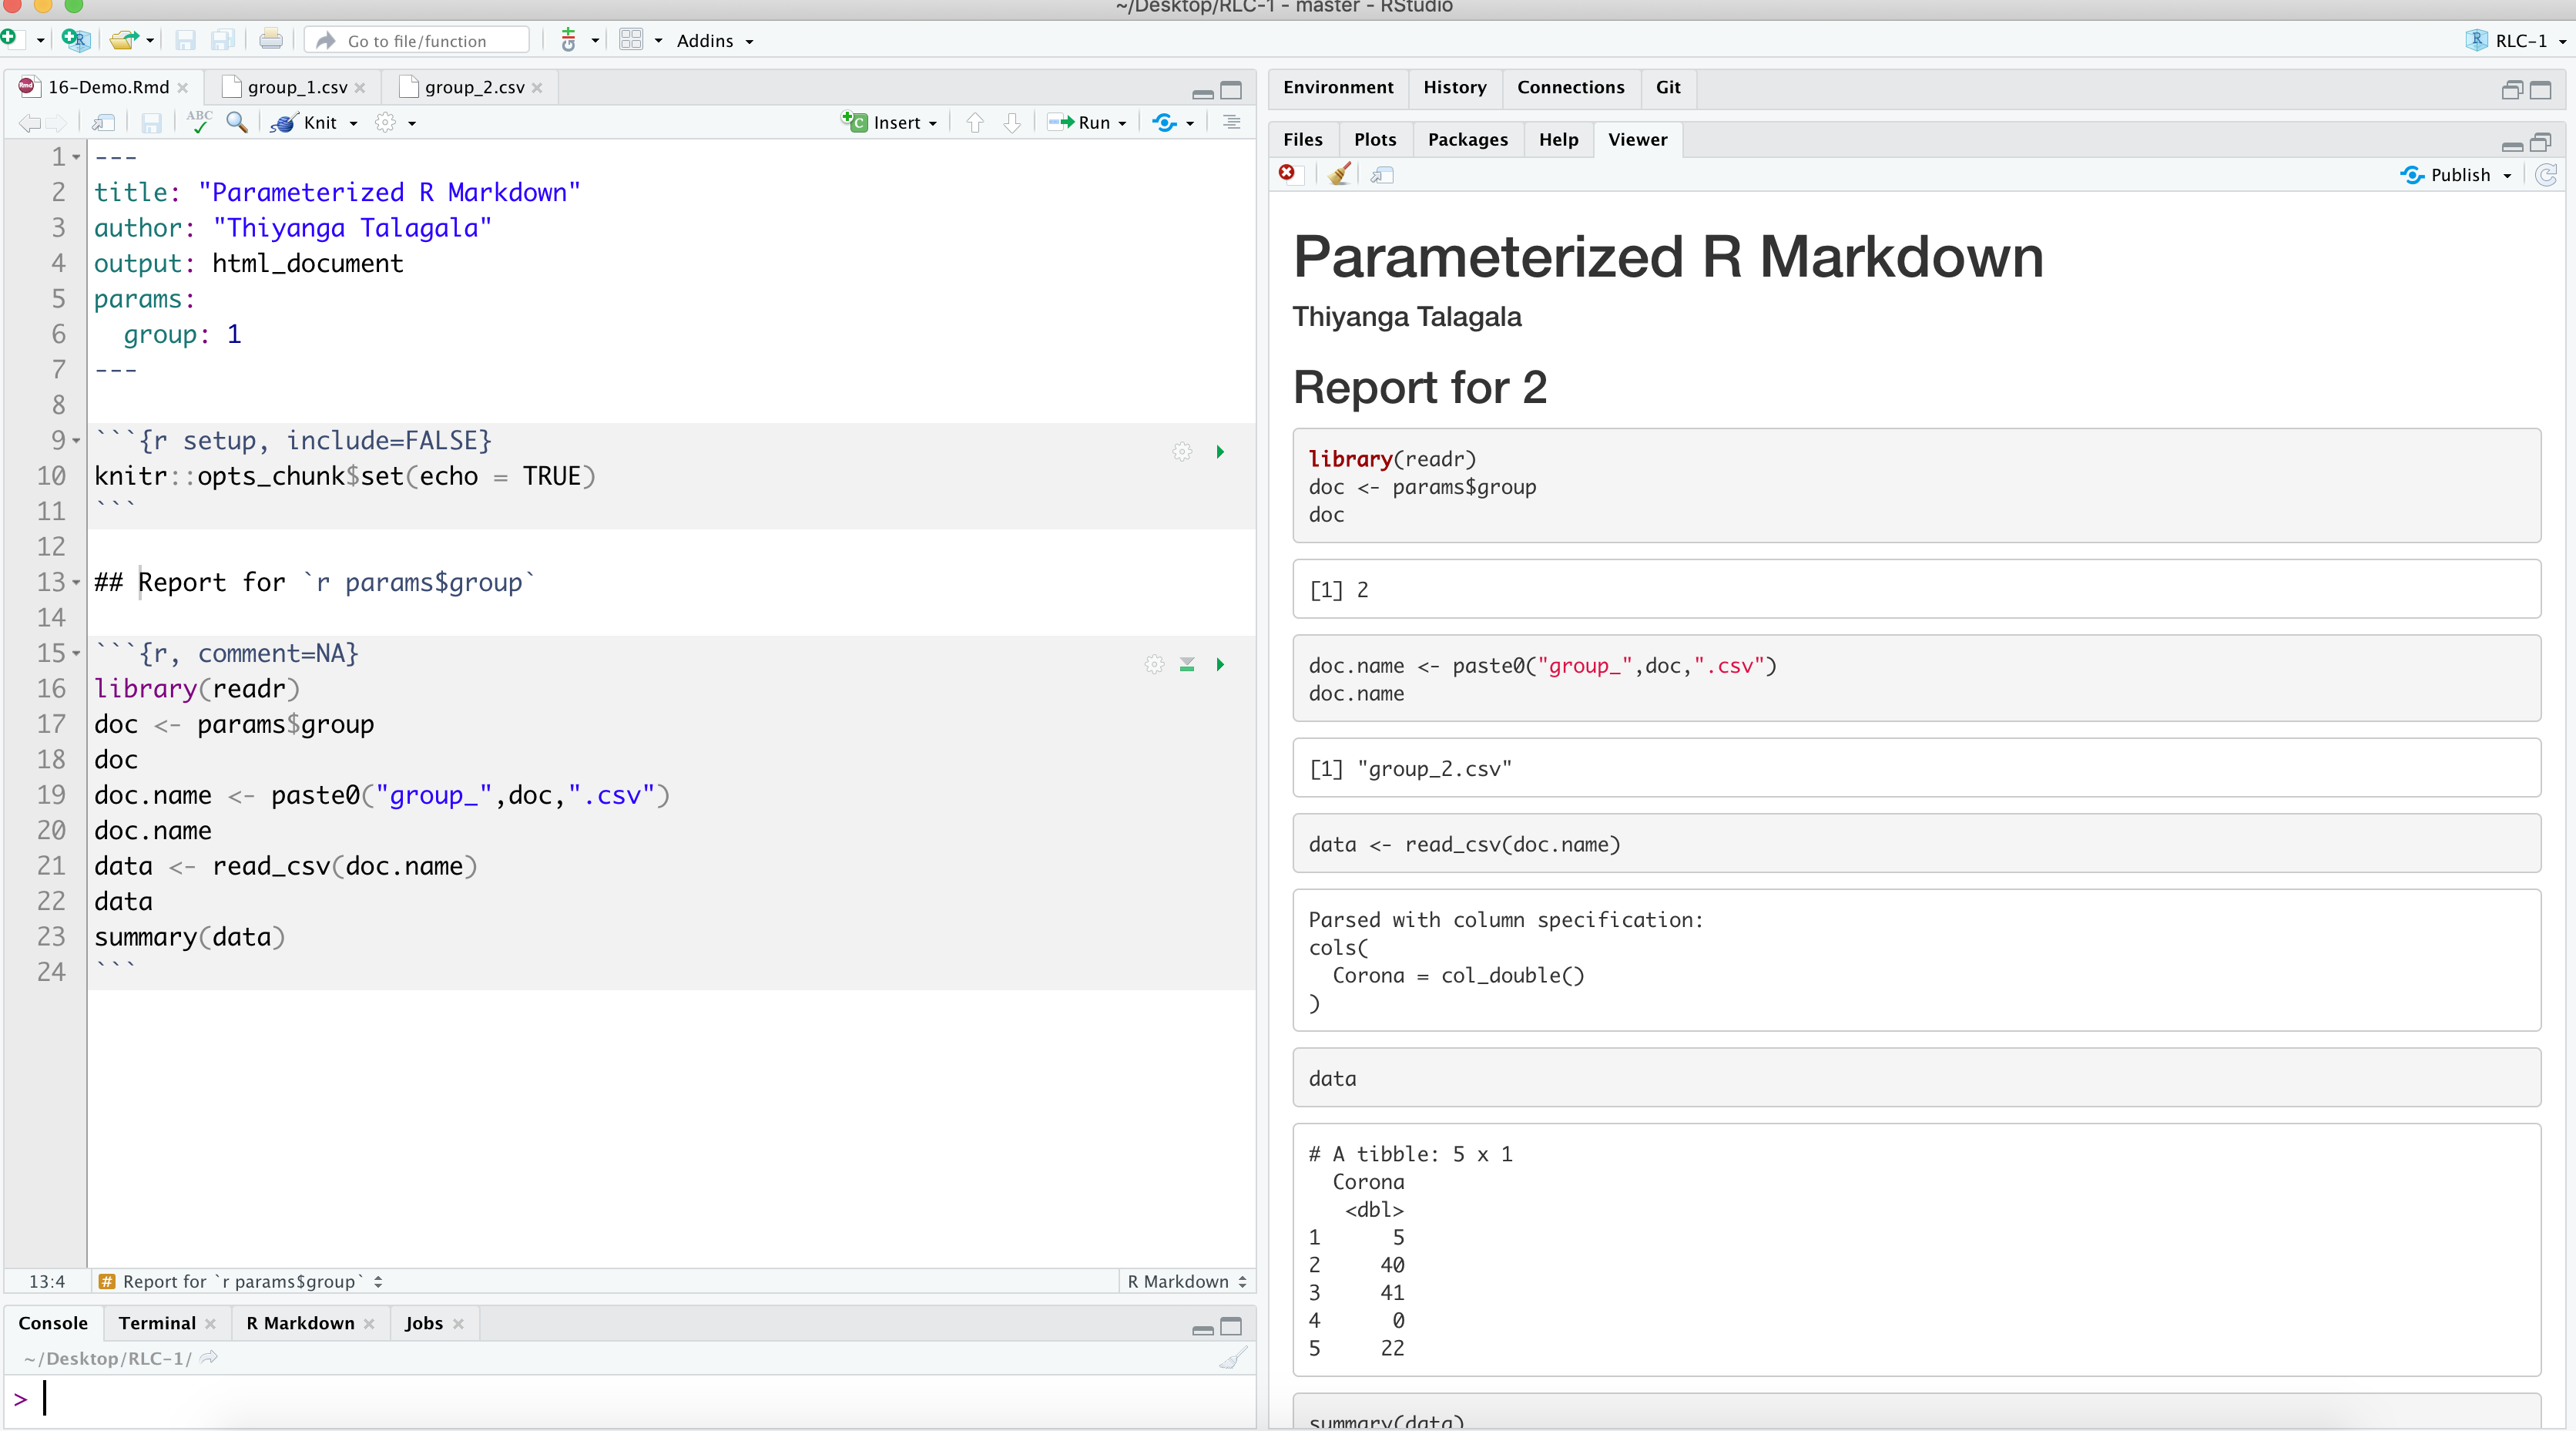 ~/Desktop/RLC-1 - master - RStudio
Go to file/function
Addins
RLC-1
16-Demo.Rmd
group_1.csv
group_2.csv
ABC
Knit
Insert
Run
1 ---
2 title: "Parameterized R Markdown"
3 author: "Thiyanga Talagala"
4 output: html_document
5 params:
6   group: 1
7 ---
8
9 ```{r setup, include=FALSE}
10 knitr::opts_chunk$set(echo = TRUE)
11 ```
12
13 ## Report for `r params$group`
14
15 ```{r, comment=NA}
16 library(readr)
17 doc <- params$group
18 doc
19 doc.name <- paste0("group_",doc,".csv")
20 doc.name
21 data <- read_csv(doc.name)
22 data
23 summary(data)
24 ```
13:4 # Report for `r params$group` R Markdown
Console Terminal R Markdown Jobs
~/Desktop/RLC-1/
>
Environment History Connections Git
Files Plots Packages Help Viewer
Publish
Parameterized R Markdown
Thiyanga Talagala
Report for 2
library(readr)
doc <- params$group
doc
[1] 2
doc.name <- paste0("group_",doc,".csv")
doc.name
[1] "group_2.csv"
data <- read_csv(doc.name)
Parsed with column specification:
cols(
  Corona = col_double()
)
data
# A tibble: 5 x 1
  Corona
   <dbl>
1      5
2     40
3     41
4      0
5     22
summary(data)